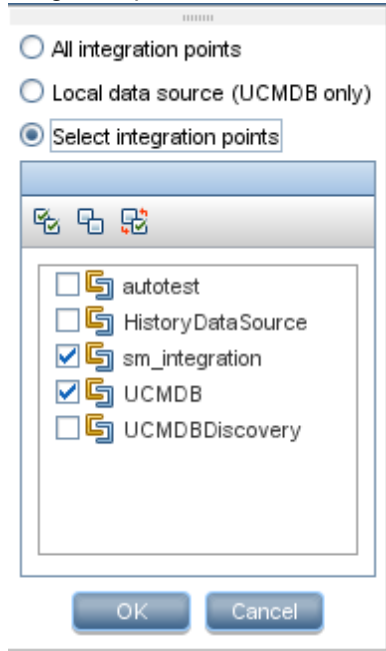 All integration points
Local data source (UCMDB only)
Select integration points
autotest
HistoryDataSource
sm_integration
UCMDB
UCMDBDiscovery
OK Cancel